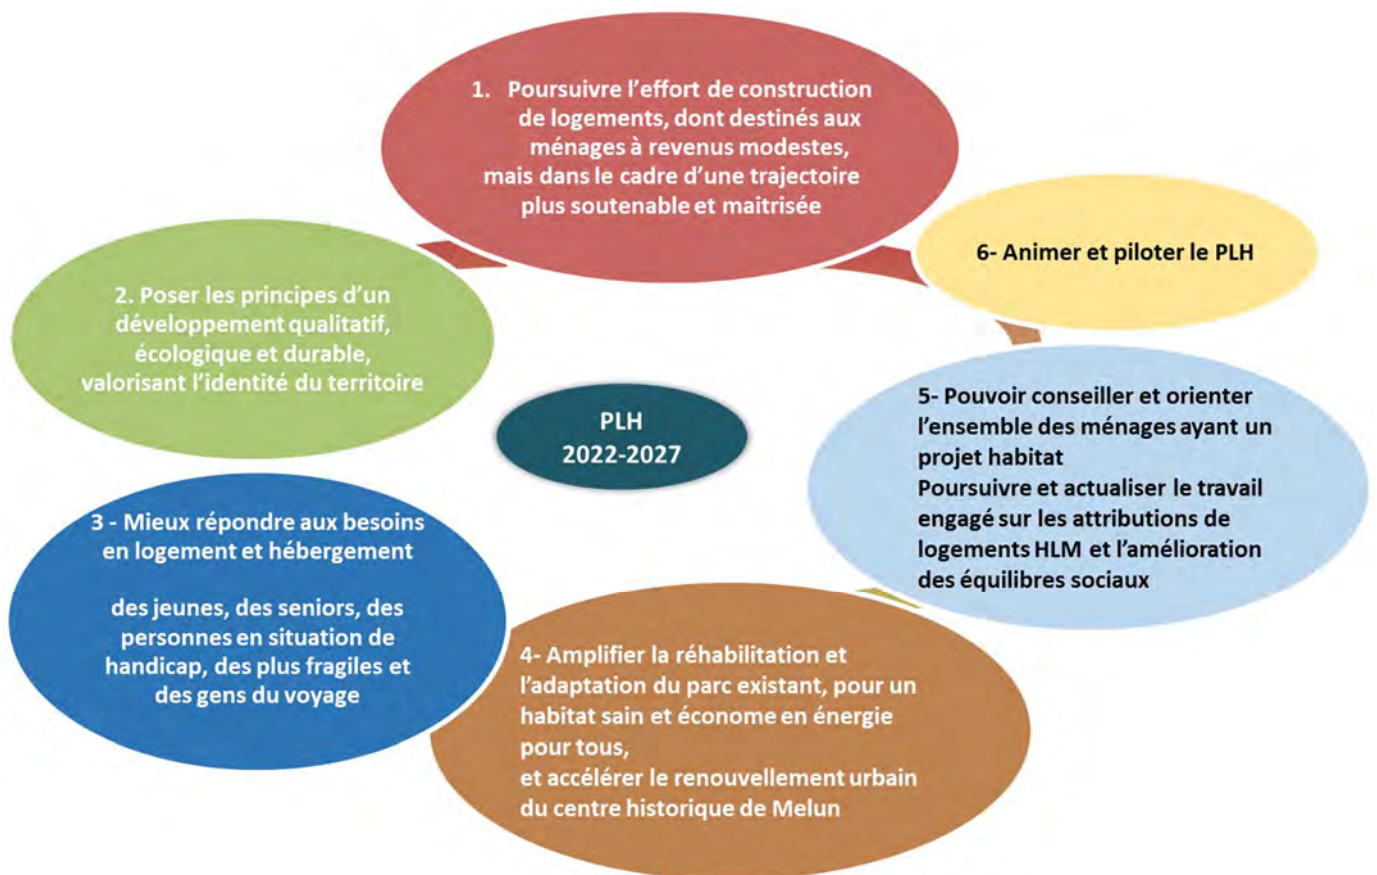 1. Poursuivre l’effort de construction
de logements, dont destinés aux
ménages à revenus modestes,
mais dans le cadre d’une trajectoire
plus soutenable et maitrisée
2. Poser les principes d’un
développement qualitatif,
écologique et durable,
valorisant l’identité du territoire
3 - Mieux répondre aux besoins
en logement et hébergement
des jeunes, des seniors, des
personnes en situation de
handicap, des plus fragiles et
des gens du voyage
4- Amplifier la réhabilitation et
l’adaptation du parc existant, pour un
habitat sain et économe en énergie
pour tous,
et accélérer le renouvellement urbain
du centre historique de Melun
5- Pouvoir conseiller et orienter
l’ensemble des ménages ayant un
projet habitat
Poursuivre et actualiser le travail
engagé sur les attributions de
logements HLM et l’amélioration
des équilibres sociaux
6- Animer et piloter le PLH
PLH
2022-2027